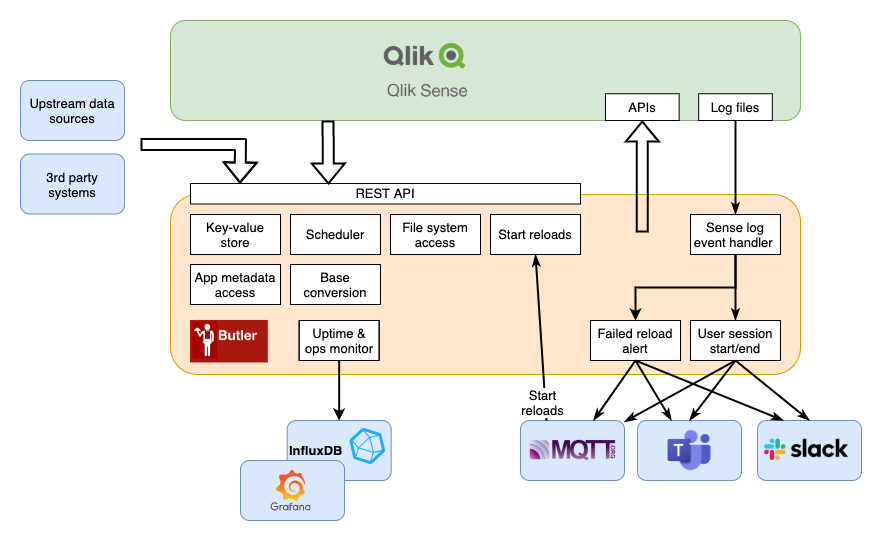 Qlik
Qlik Sense
APIs
Log files
Upstream data
sources
3rd party
systems
REST API
Key-value
store
Scheduler
File system
access
Start reloads
Sense log
event handler
App metadata
access
Base
conversion
Butler
Uptime &
ops monitor
Failed reload
alert
User session
start/end
Start
reloads
InfluxDB
Grafana
MQTT
.ORG
T
slack